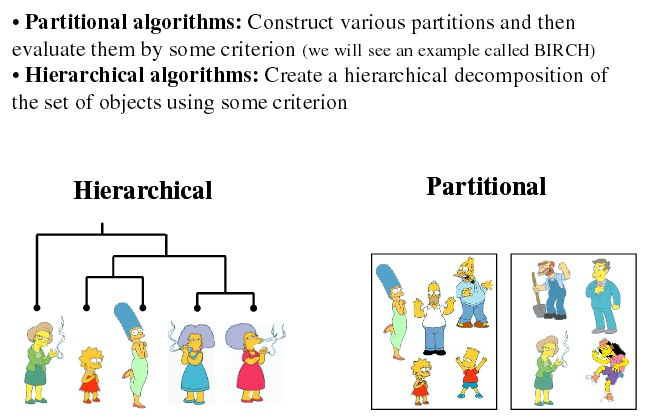 • Partitional algorithms: Construct various partitions and then
evaluate them by some criterion (we will see an example called BIRCH)
• Hierarchical algorithms: Create a hierarchical decomposition of
the set of objects using some criterion
Hierarchical
Partitional